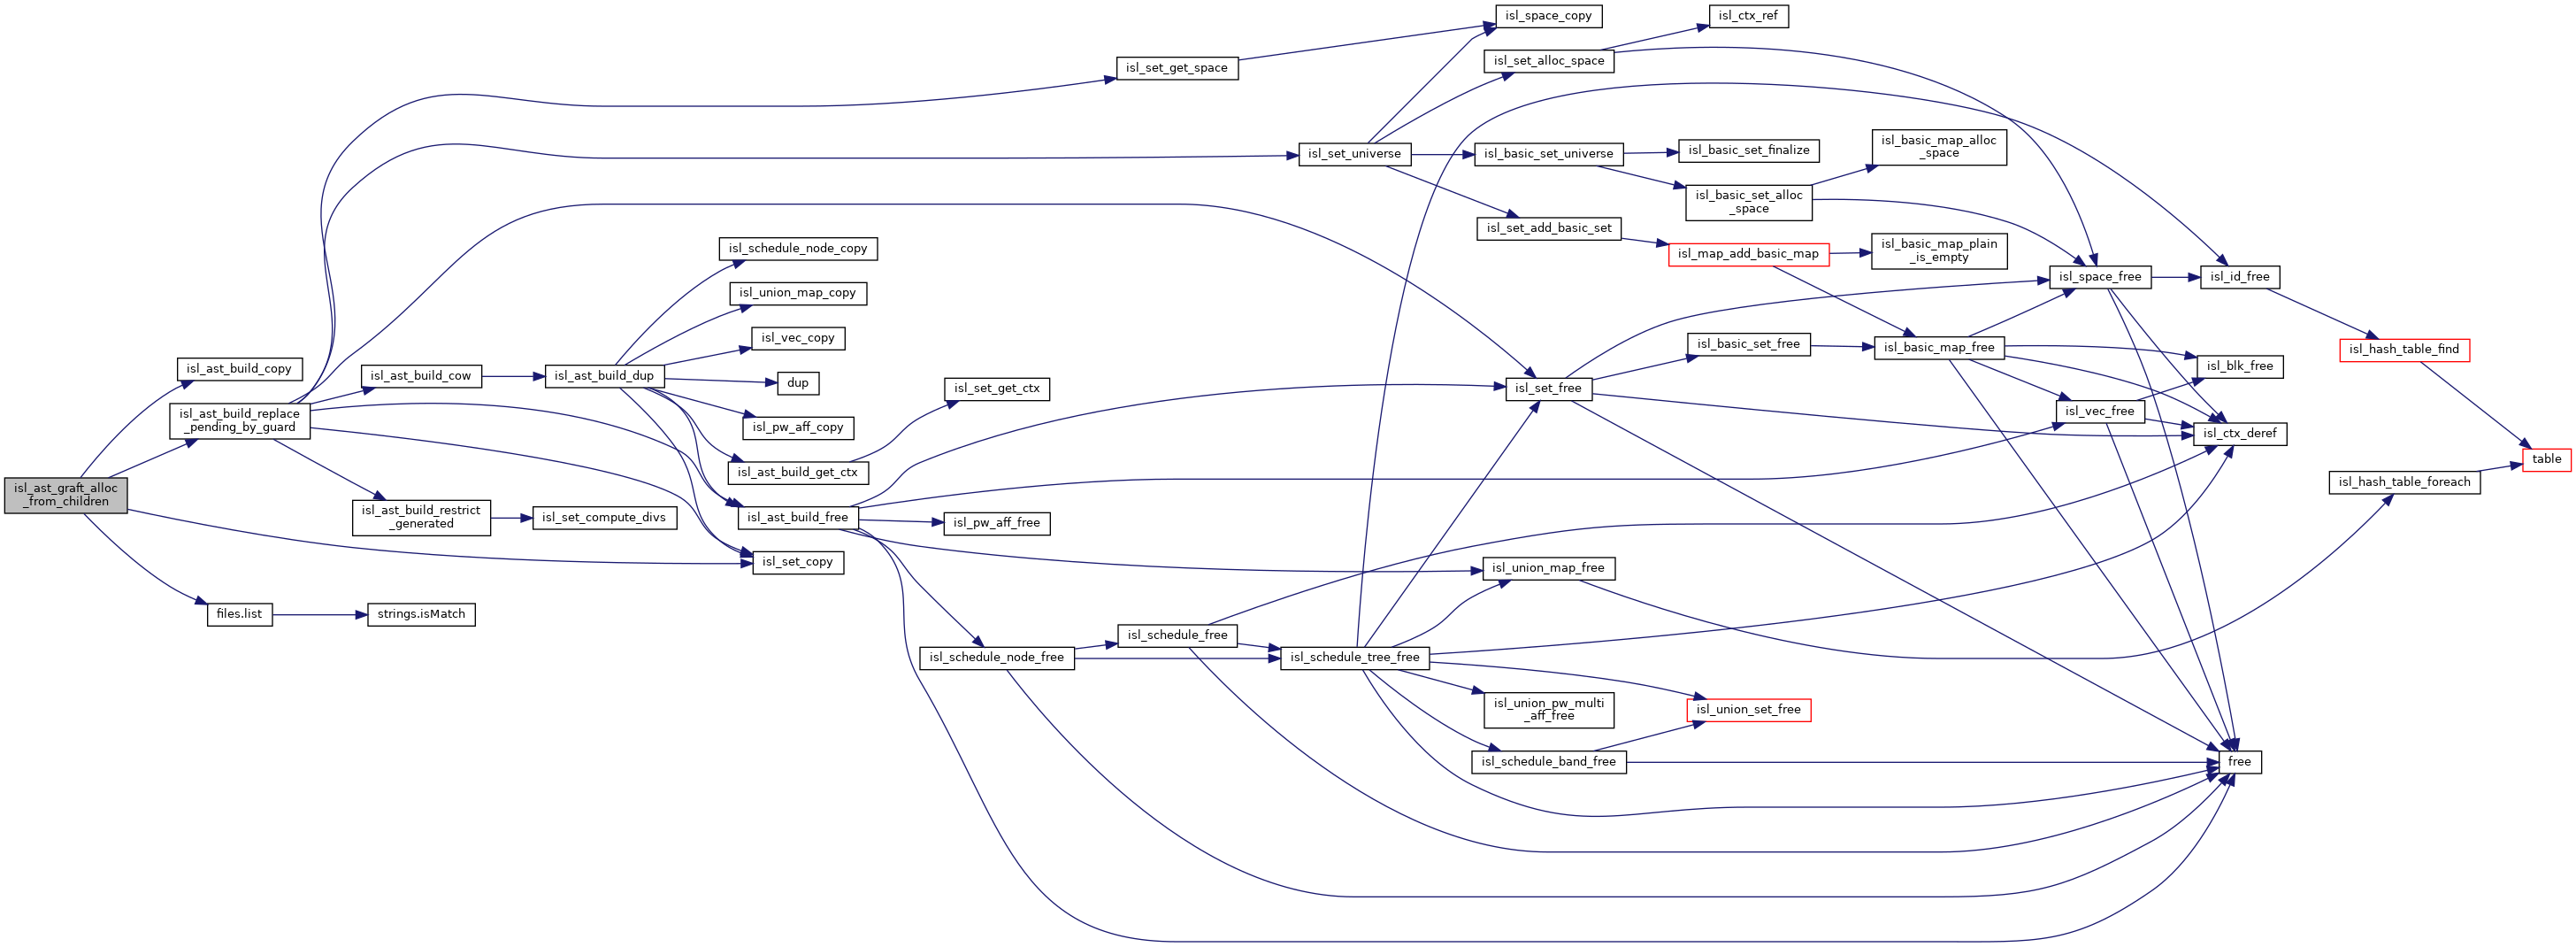 isl_ast_graft_alloc
_from_children
isl_ast_build_copy
isl_ast_build_replace
_pending_by_guard
files.list
isl_ast_build_cow
isl_ast_build_restrict
_generated
strings.isMatch
isl_ast_build_dup
isl_set_compute_divs
isl_schedule_node_copy
isl_union_map_copy
isl_vec_copy
dup
isl_pw_aff_copy
isl_ast_build_get_ctx
isl_ast_build_free
isl_set_copy
isl_set_get_ctx
isl_pw_aff_free
isl_schedule_node_free
isl_set_get_space
isl_schedule_free
isl_set_universe
isl_schedule_tree_free
isl_space_copy
isl_set_alloc_space
isl_basic_set_universe
isl_set_add_basic_set
isl_set_free
isl_union_map_free
isl_union_pw_multi
_aff_free
isl_schedule_band_free
isl_ctx_ref
isl_basic_set_finalize
isl_basic_set_alloc
_space
isl_map_add_basic_map
isl_basic_set_free
isl_union_set_free
isl_basic_map_alloc
_space
isl_basic_map_plain
_is_empty
isl_basic_map_free
isl_space_free
isl_vec_free
isl_id_free
isl_blk_free
isl_ctx_deref
free
isl_hash_table_find
isl_hash_table_foreach
table